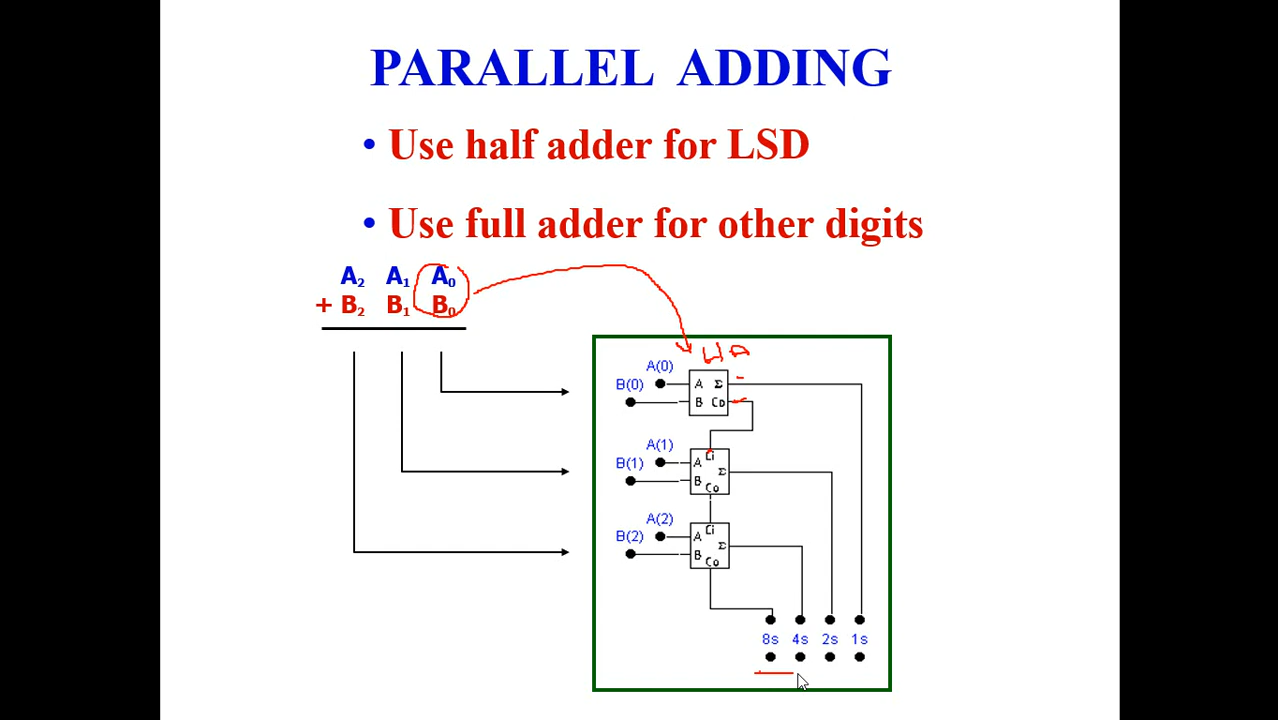 PARALLEL ADDING
• Use half adder for LSD
• Use full adder for other digits
A₂ A₁ A₀
+ B₂ B₁ B₀
HA
A(0)
B(0)
A Σ
B Co
A(1)
B(1)
Ci
A
Σ
B
Co
A(2)
B(2)
Ci
A
Σ
B
Co
8s 4s 2s 1s